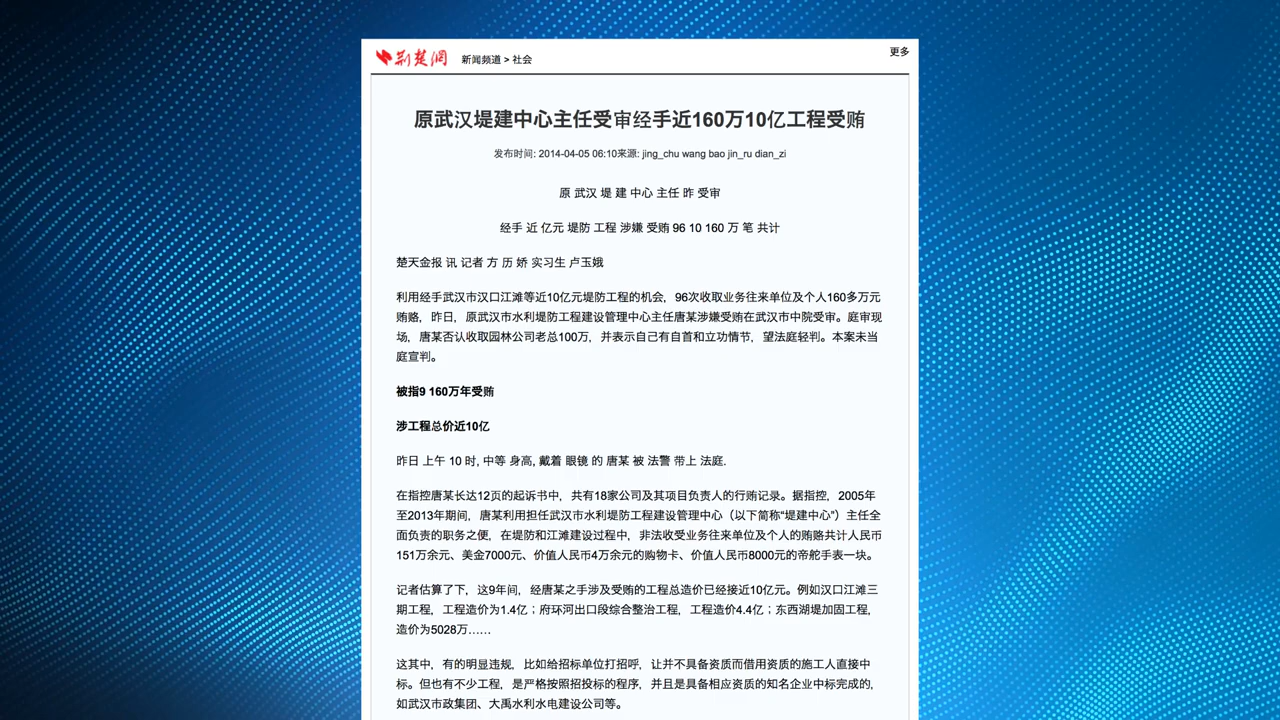 荆楚网
新闻频道 > 社会
更多
原武汉堤建中心主任受审经手近160万10亿工程受贿
发布时间: 2014-04-05 06:10来源: jing_chu wang bao jin_ru dian_zi
原 武汉 堤 建 中心 主任 昨 受审
经手 近 亿元 堤防 工程 涉嫌 受贿 96 10 160 万 笔 共计
楚天金报 讯 记者 方 历 娇 实习生 卢玉娥
利用经手武汉市汉口江滩等近10亿元堤防工程的机会，96次收取业务往来单位及个人160多万元
贿赂，昨日，原武汉市水利堤防工程建设管理中心主任唐某涉嫌受贿在武汉市中院受审。庭审现
场，唐某否认收取园林公司老总100万，并表示自己有自首和立功情节，望法庭轻判。本案未当
庭宣判。
被指9 160万年受贿
涉工程总价近10亿
昨日 上午 10 时, 中等 身高, 戴着 眼镜 的 唐某 被 法警 带上 法庭.
在指控唐某长达12页的起诉书中，共有18家公司及其项目负责人的行贿记录。据指控，2005年
至2013年期间，唐某利用担任武汉市水利堤防工程建设管理中心（以下简称“堤建中心”）主任全
面负责的职务之便，在堤防和江滩建设过程中，非法收受业务往来单位及个人的贿赂共计人民币
151万余元、美金7000元、价值人民币4万余元的购物卡、价值人民币8000元的帝舵手表一块。
记者估算了下，这9年间，经唐某之手涉及受贿的工程总造价已经接近10亿元。例如汉口江滩三
期工程，工程造价为1.4亿；府环河出口段综合整治工程，工程造价4.4亿；东西湖堤加固工程，
造价为5028万……
这其中，有的明显违规，比如给招标单位打招呼，让并不具备资质而借用资质的施工人直接中
标。但也有不少工程，是严格按照招投标的程序，并且是具备相应资质的知名企业中标完成的，
如武汉市政集团、大禹水利水电建设公司等。